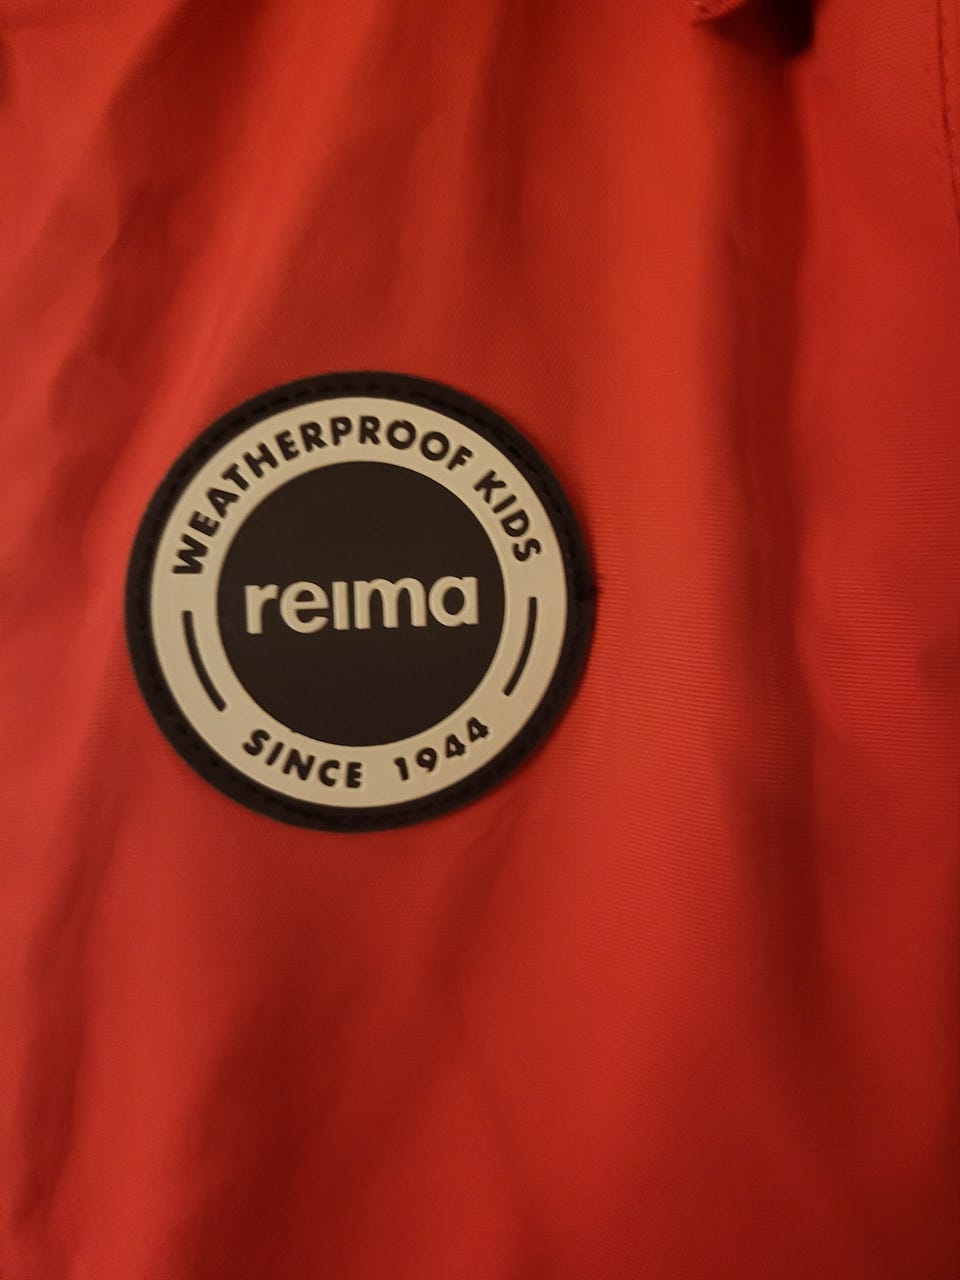 WEATHERPROOF KIDS
reima
SINCE 1944